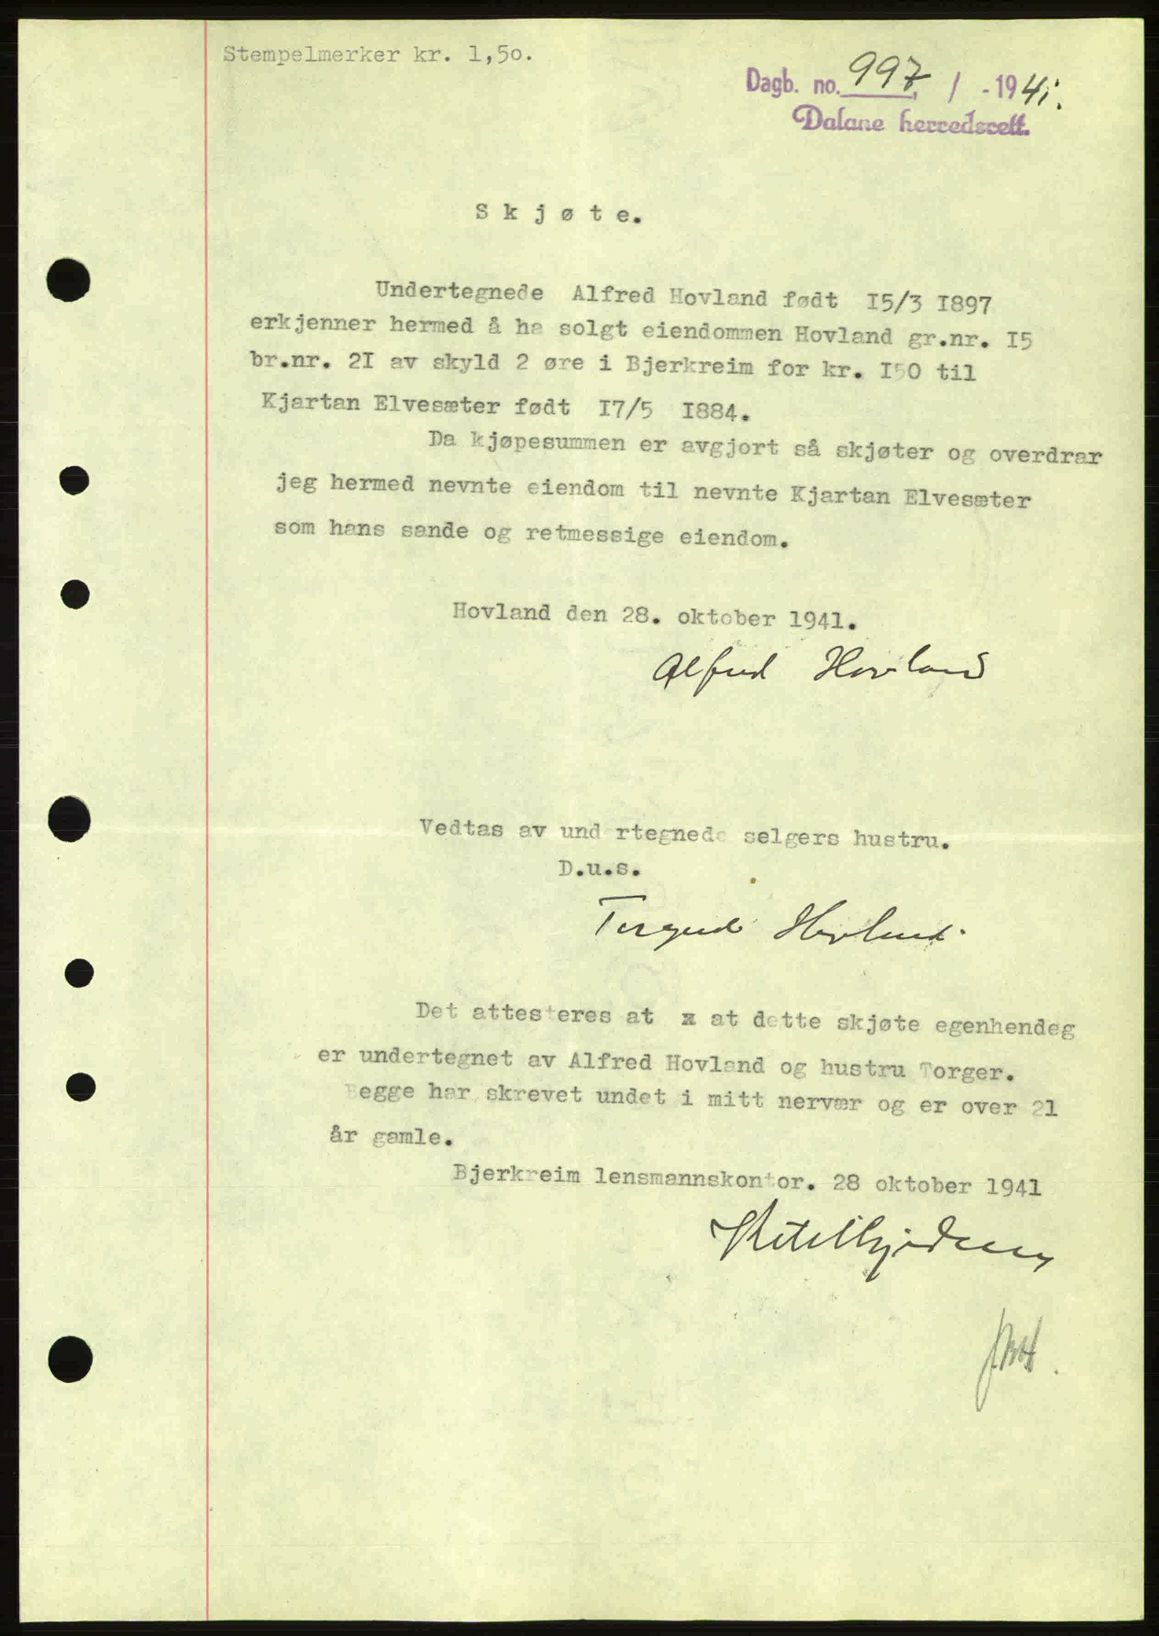 Stempelmerker kr. 1,50.
Dagb. no. 997 / -1941.
Dalane herredsrett.
Skjøte.
Undertegnede Alfred Hovland født I5/3 I897
erkjenner hermed å ha solgt eiendommen Hovland gr.nr. I5
br.nr. 2I av skyld 2 øre i Bjerkreim for kr. I50 til
Kjartan Elvesæter født I7/5 I884.
Da kjøpesummen er avgjort så skjøter og overdrar
jeg hermed nevnte eiendom til nevnte Kjartan Elvesæter
som hans sande og retmessige eiendom.
Hovland den 28. oktober 1941.
Alfred Hovland
Vedtas av und rtegnede selgers hustru.
D.u.s.
Hovland
Det attesteres at x at dette skjøte egenhendeg
er undertegnet av Alfred Hovland og hustru Torger.
Begge har skrevet undet i mitt nervær og er over 21
år gamle.
Bjerkreim lensmannskontor. 28 oktober 1941